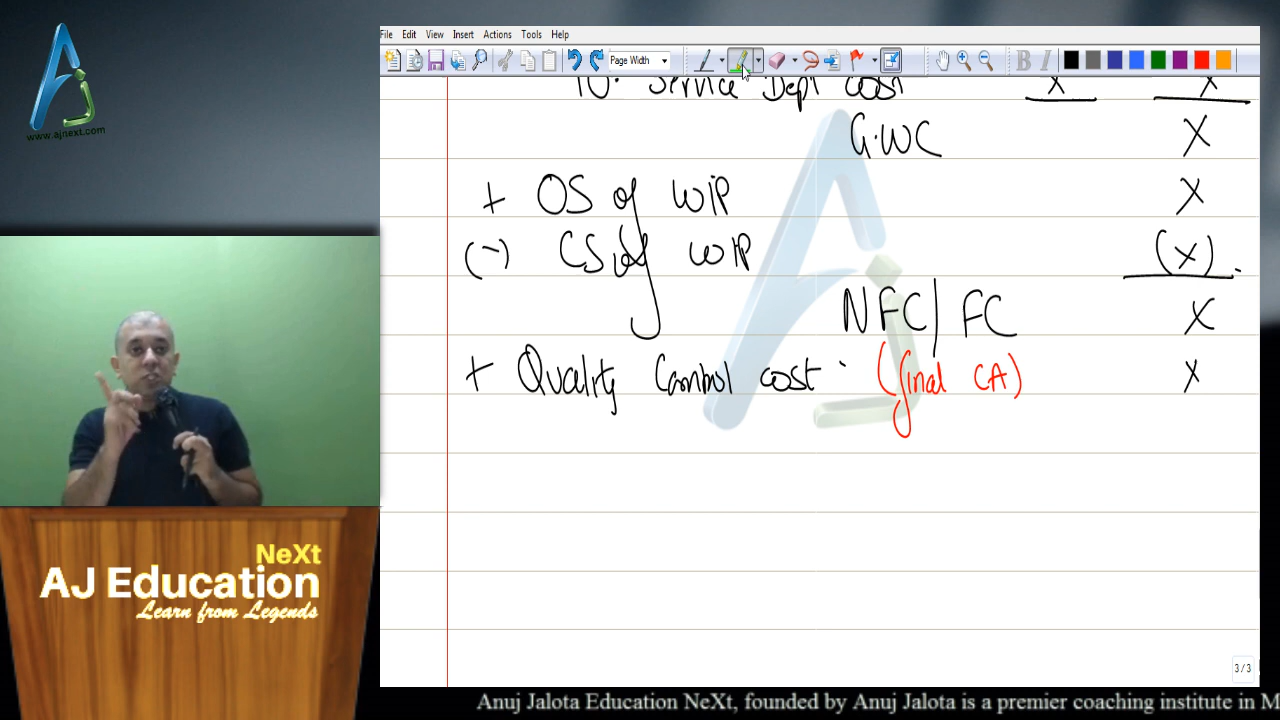 www.ajnext.com
File Edit View Insert Actions Tools Help
Page Width
B I
10. Service Dept cost X X
G.WC X
+ OS of WIP X
(-) CS of WIP (X)
NFC | FC X
+ Quality Control cost (final CA) X
NeXt
AJ Education
Learn from Legends
3/3
Anuj Jalota Education NeXt, founded by Anuj Jalota is a premier coaching institute in M